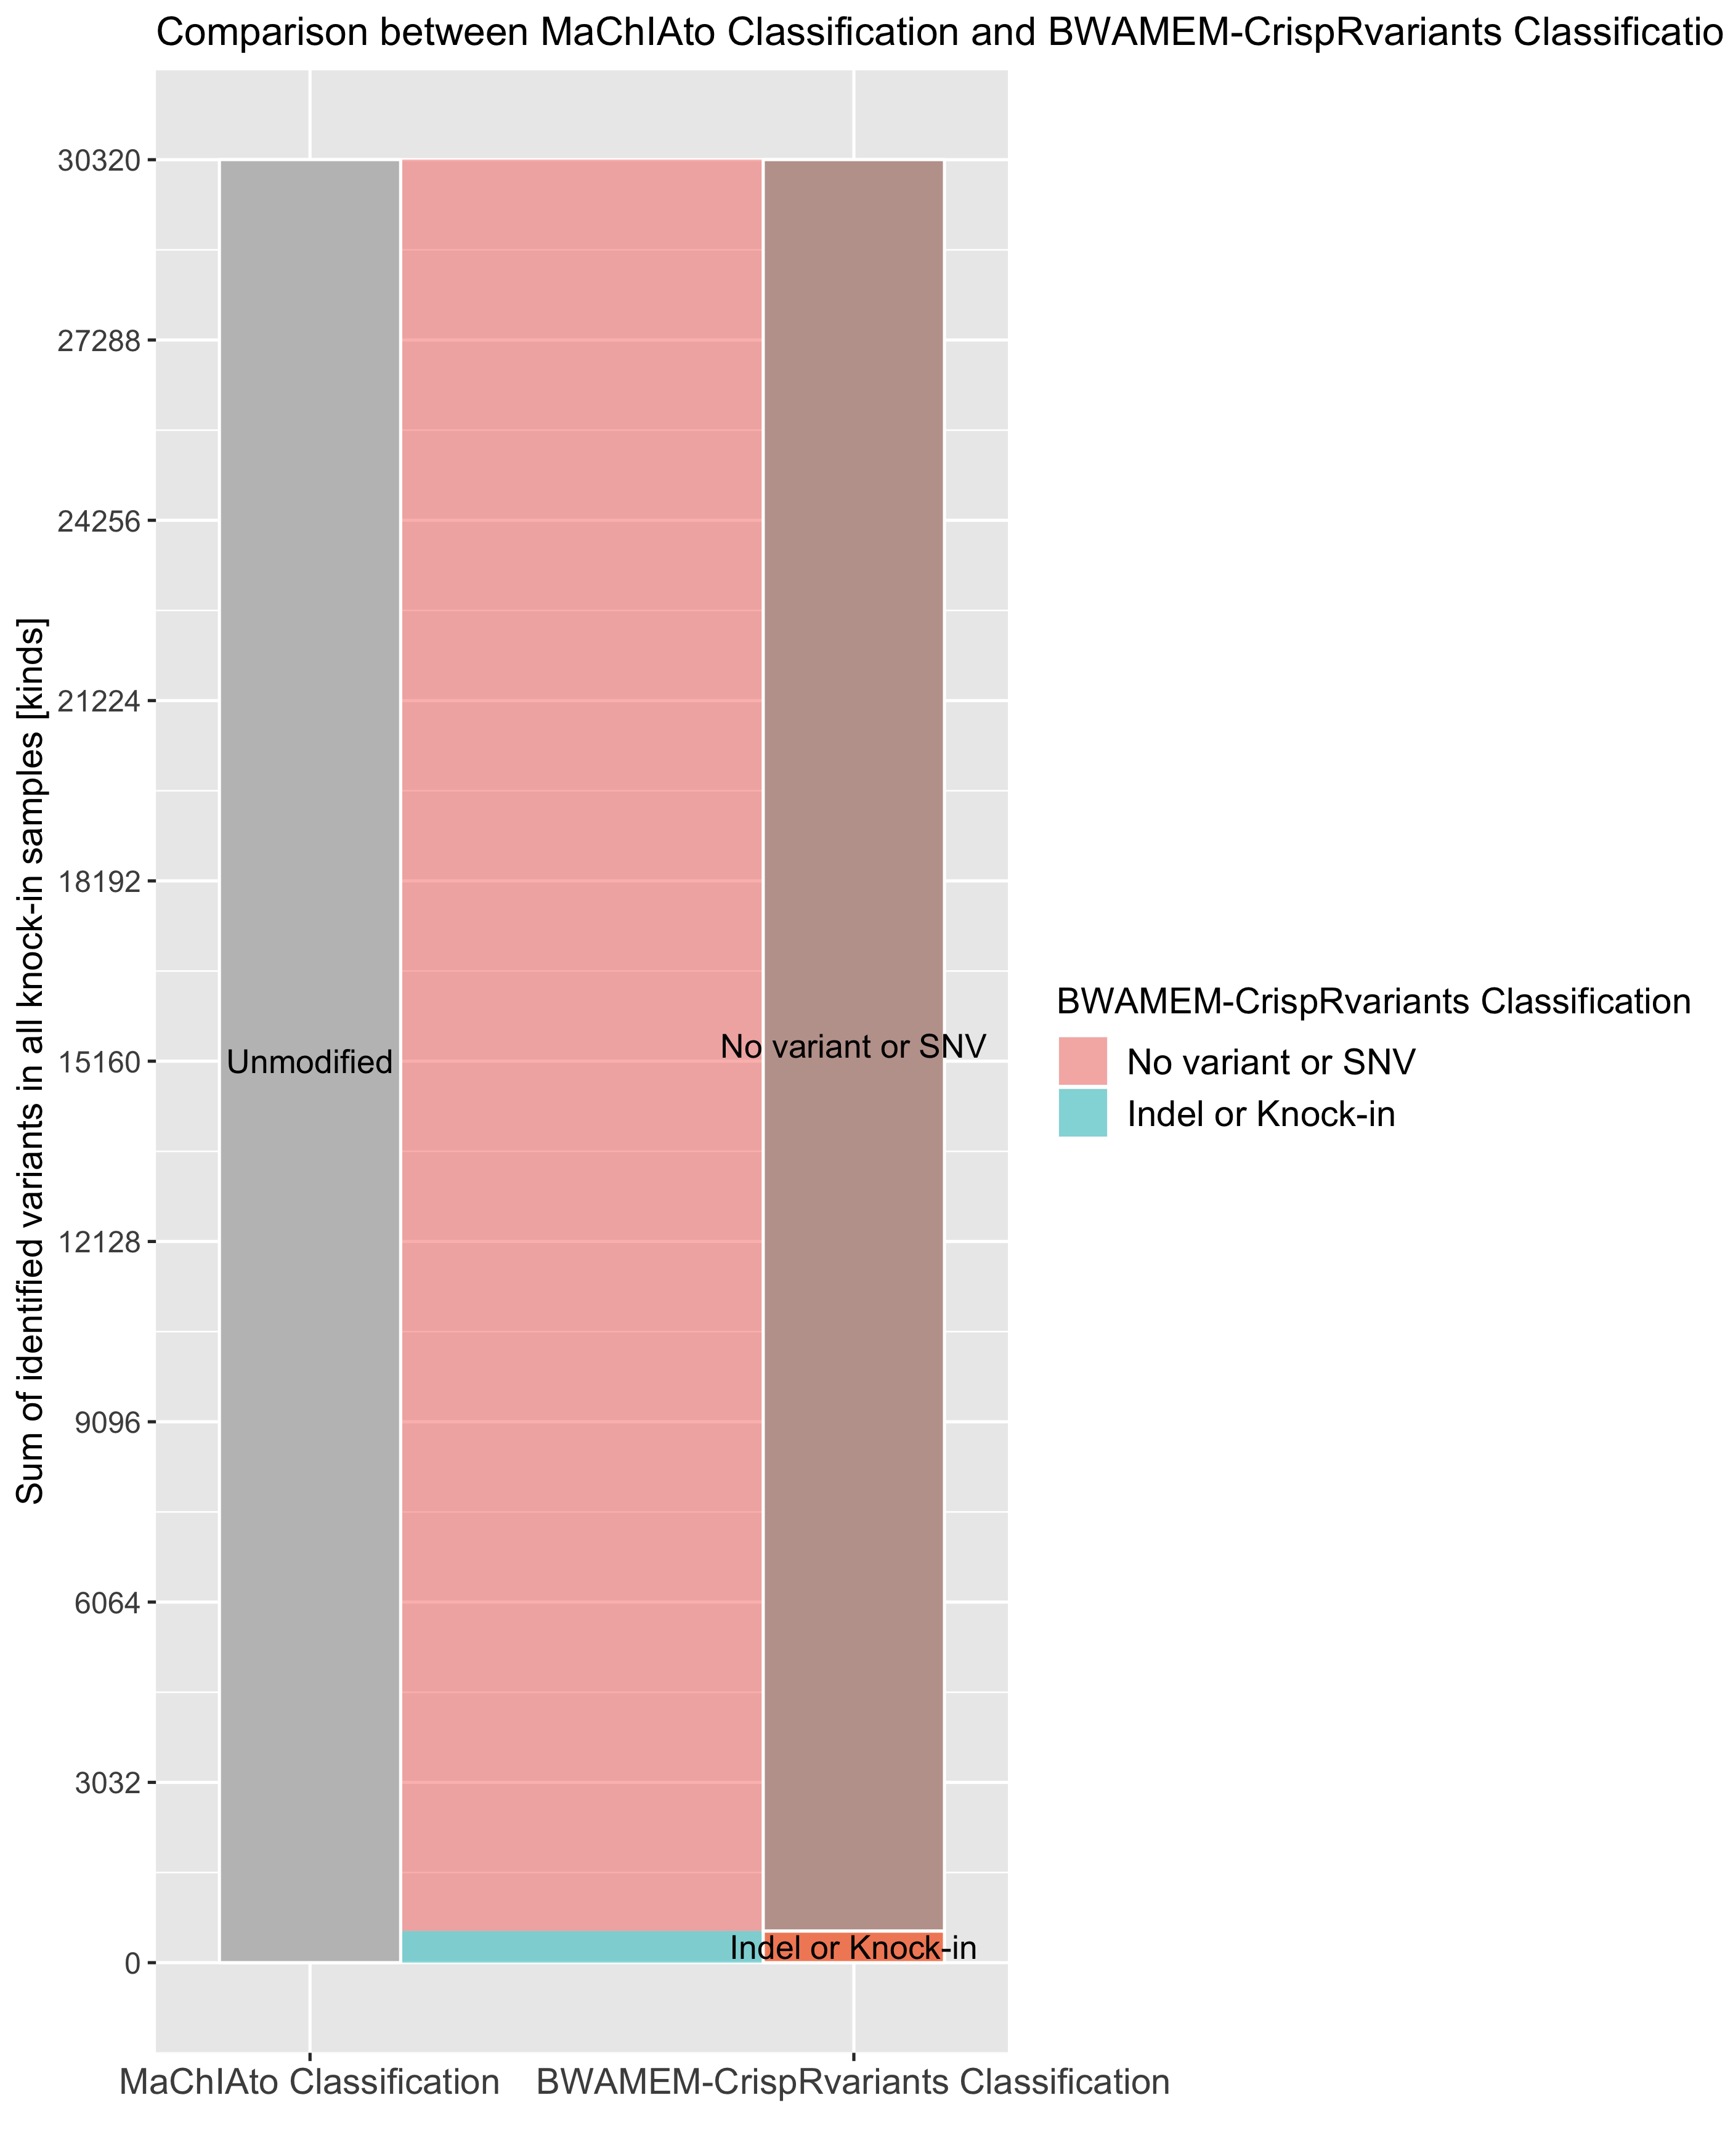 Comparison between MaChIAto Classification and BWAMEM-CrispRvariants Classificatio
Sum of identified variants in all knock-in samples [kinds]
30320
27288
24256
21224
18192
15160
12128
9096
6064
3032
0
Unmodified
No variant or SNV
Indel or Knock-in
MaChIAto Classification
BWAMEM-CrispRvariants Classification
BWAMEM-CrispRvariants Classification
No variant or SNV
Indel or Knock-in